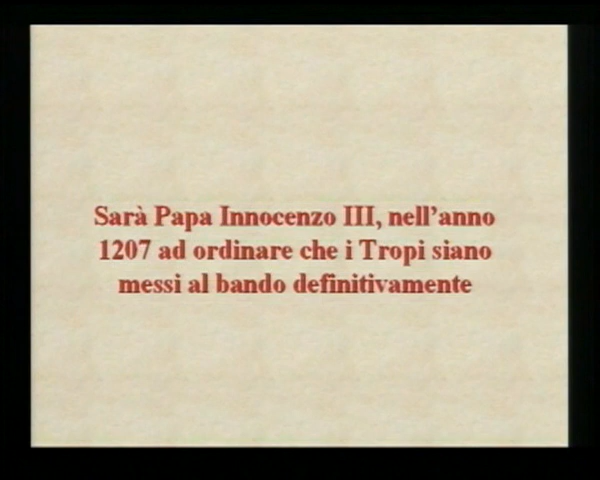 Sarà Papa Innocenzo III, nell'anno
1207 ad ordinare che i Tropi siano
messi al bando definitivamente